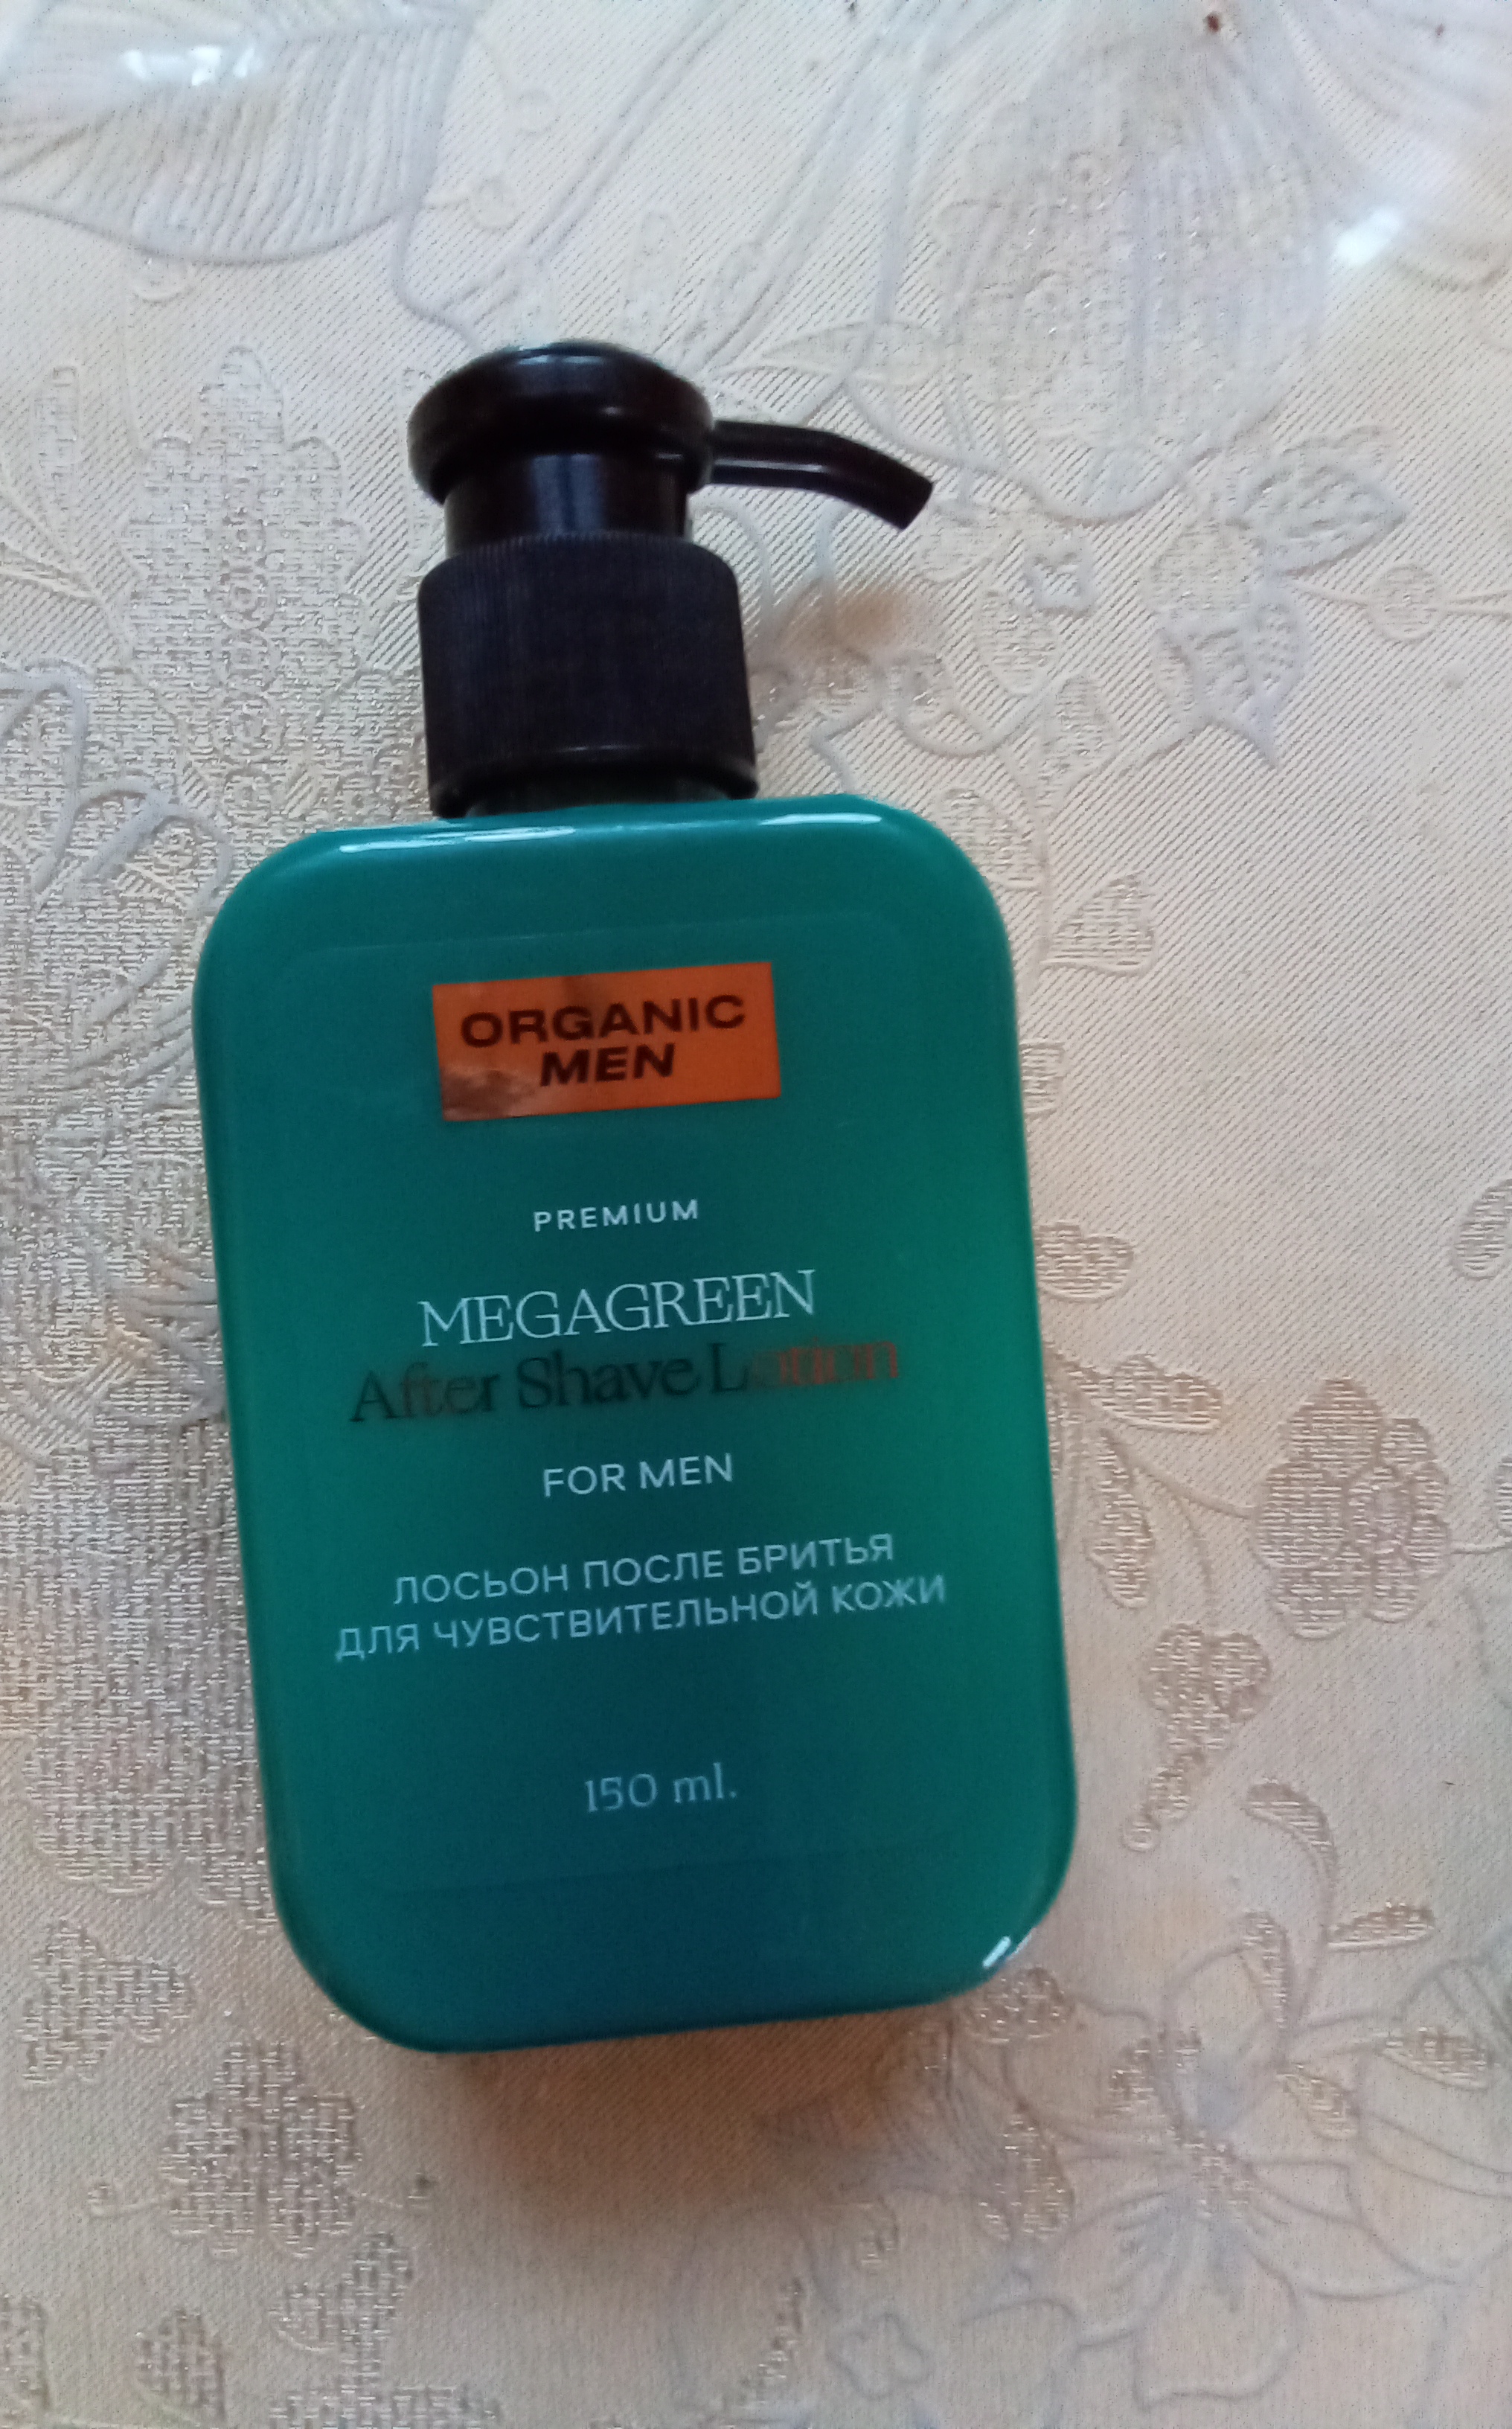 ORGANIC
MEN
PREMIUM
MEGAGREEN
After Shave Lotion
FOR MEN
ЛОСЬОН ПОСЛЕ БРИТЬЯ
ДЛЯ ЧУВСТВИТЕЛЬНОЙ КОЖИ
150 ml.